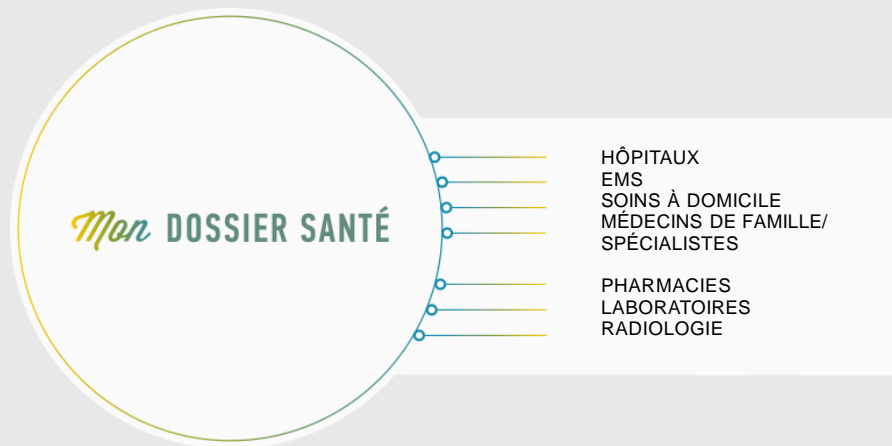 Mon DOSSIER SANTÉ
HÔPITAUX
EMS
SOINS À DOMICILE
MÉDECINS DE FAMILLE/
SPÉCIALISTES
PHARMACIES
LABORATOIRES
RADIOLOGIE